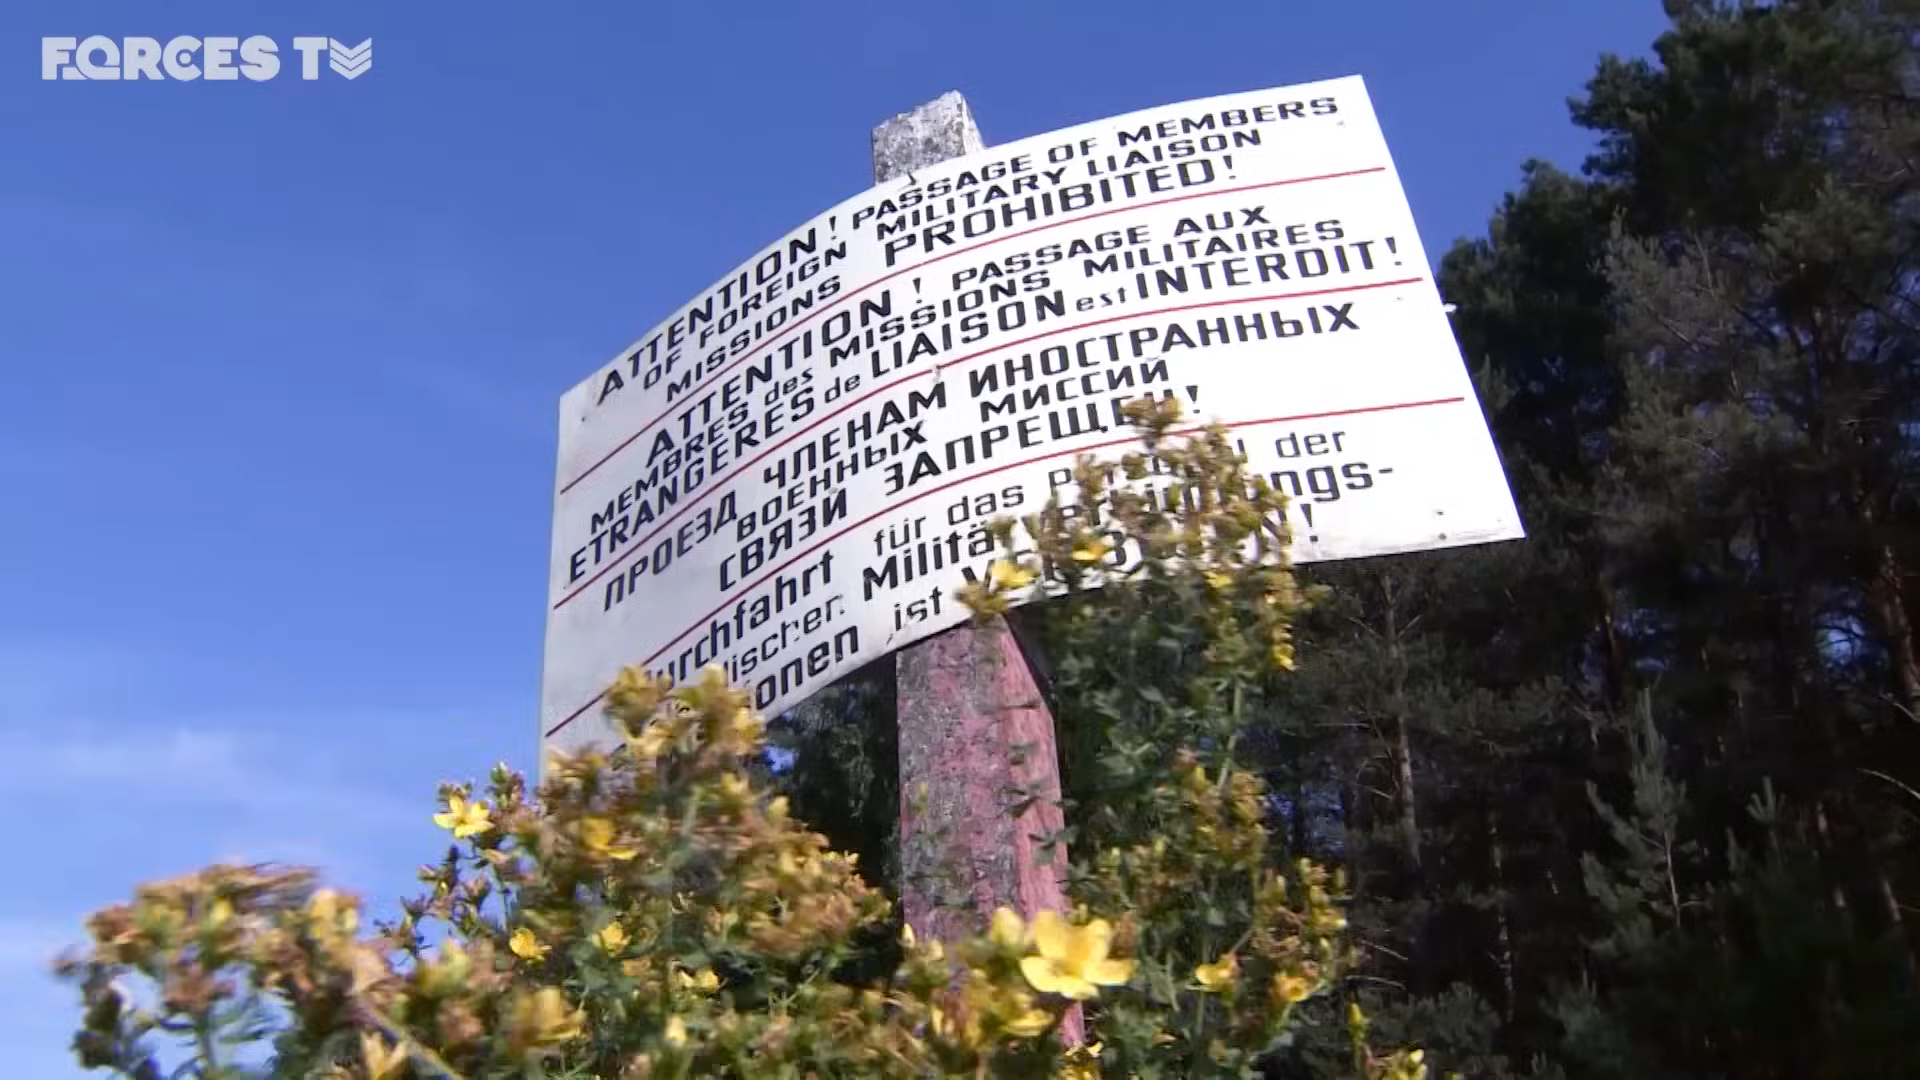 FORCES TV
ATTENTION! PASSAGE OF MEMBERS
OF FOREIGN MILITARY LIAISON
MISSIONS PROHIBITED!
ATTENTION! PASSAGE AUX
MEMBRES des MISSIONS MILITAIRES
ETRANGERES de LIAISON est INTERDIT!
ПРОЕЗД ЧЛЕНАМ ИНОСТРАННЫХ
ВОЕННЫХ МИССИЙ
СВЯЗИ ЗАПРЕЩЕН!
Durchfahrt für das der
ist